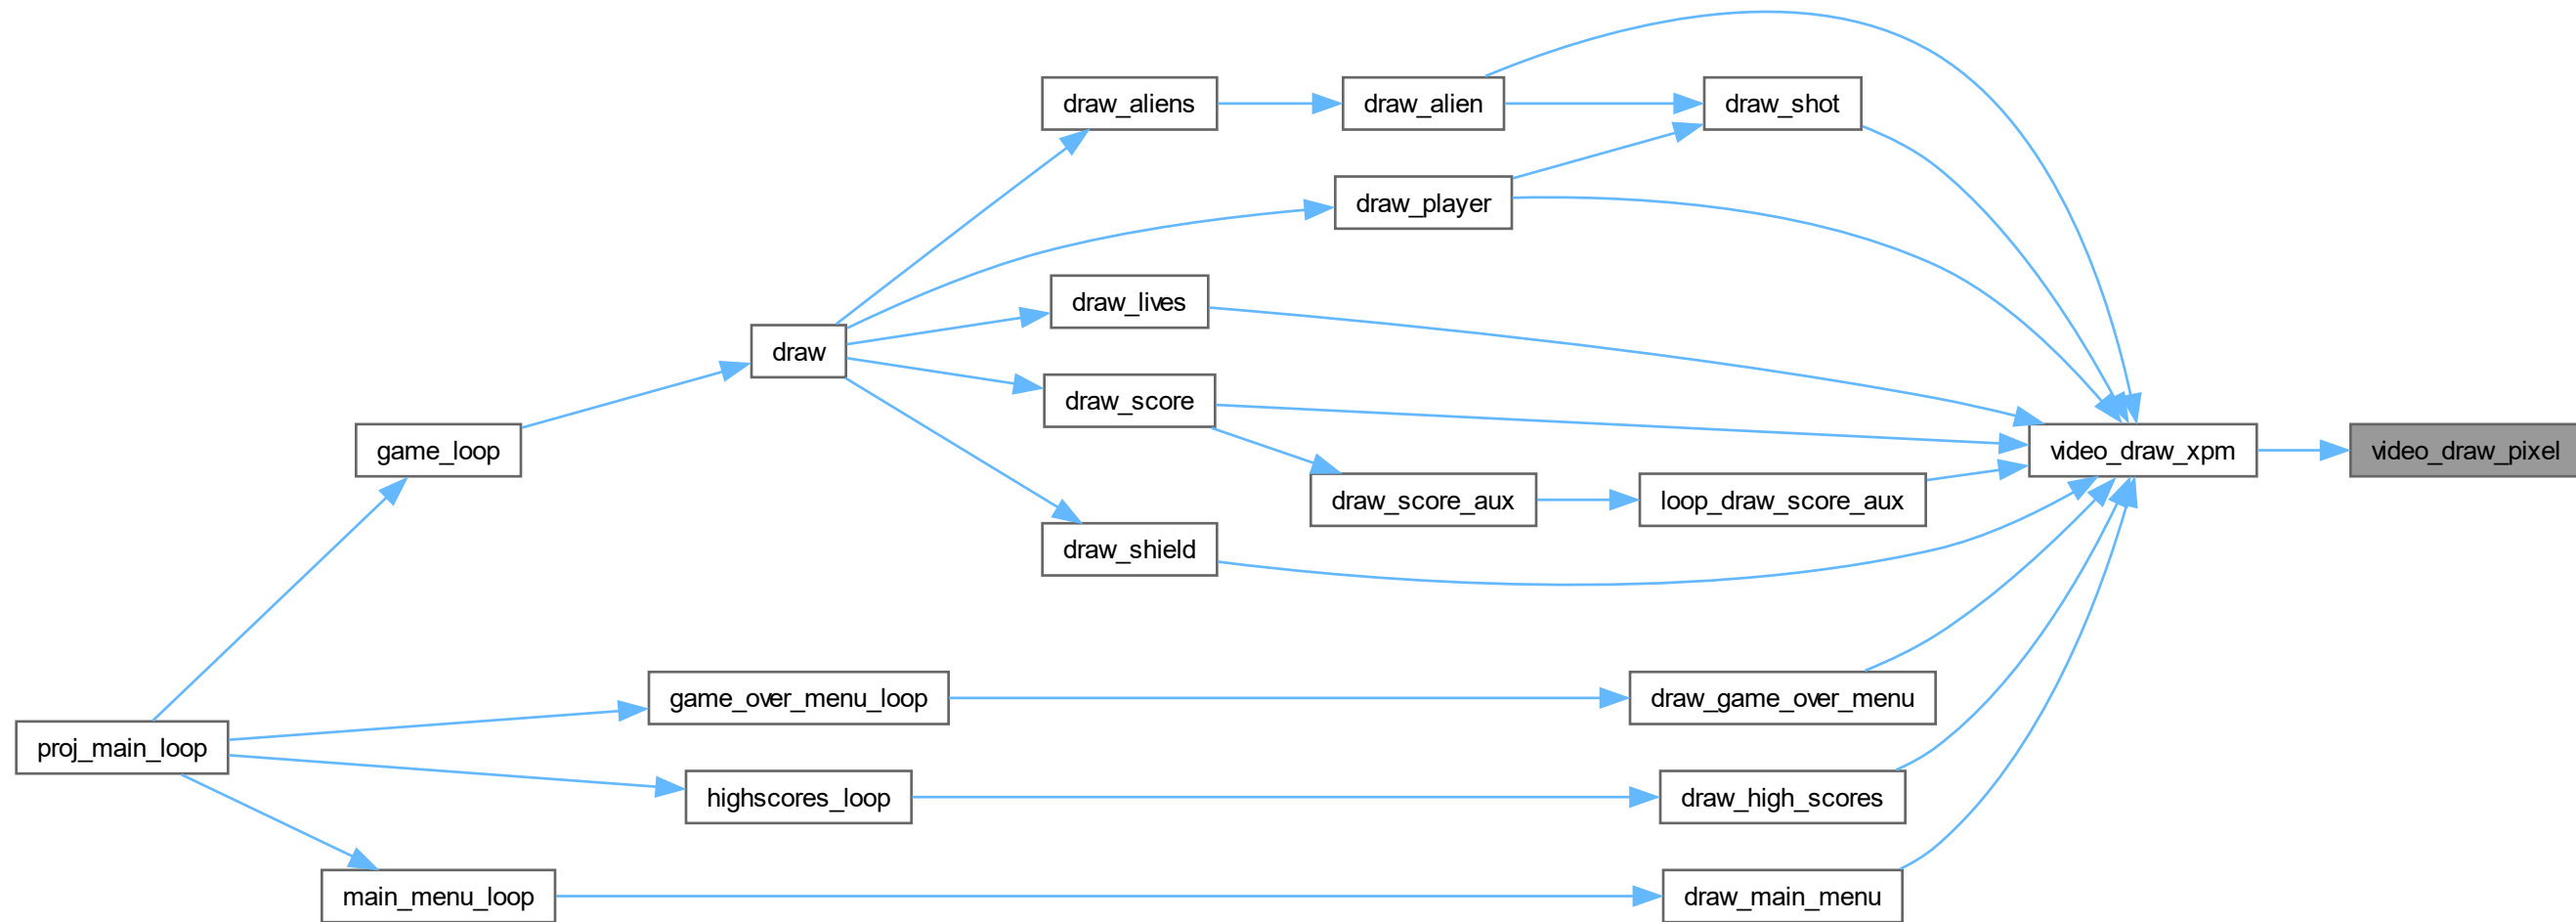 draw_aliens
draw_alien
draw_shot
draw_player
draw_lives
draw
draw_score
game_loop
video_draw_xpm
video_draw_pixel
draw_score_aux
loop_draw_score_aux
draw_shield
game_over_menu_loop
draw_game_over_menu
proj_main_loop
highscores_loop
draw_high_scores
main_menu_loop
draw_main_menu